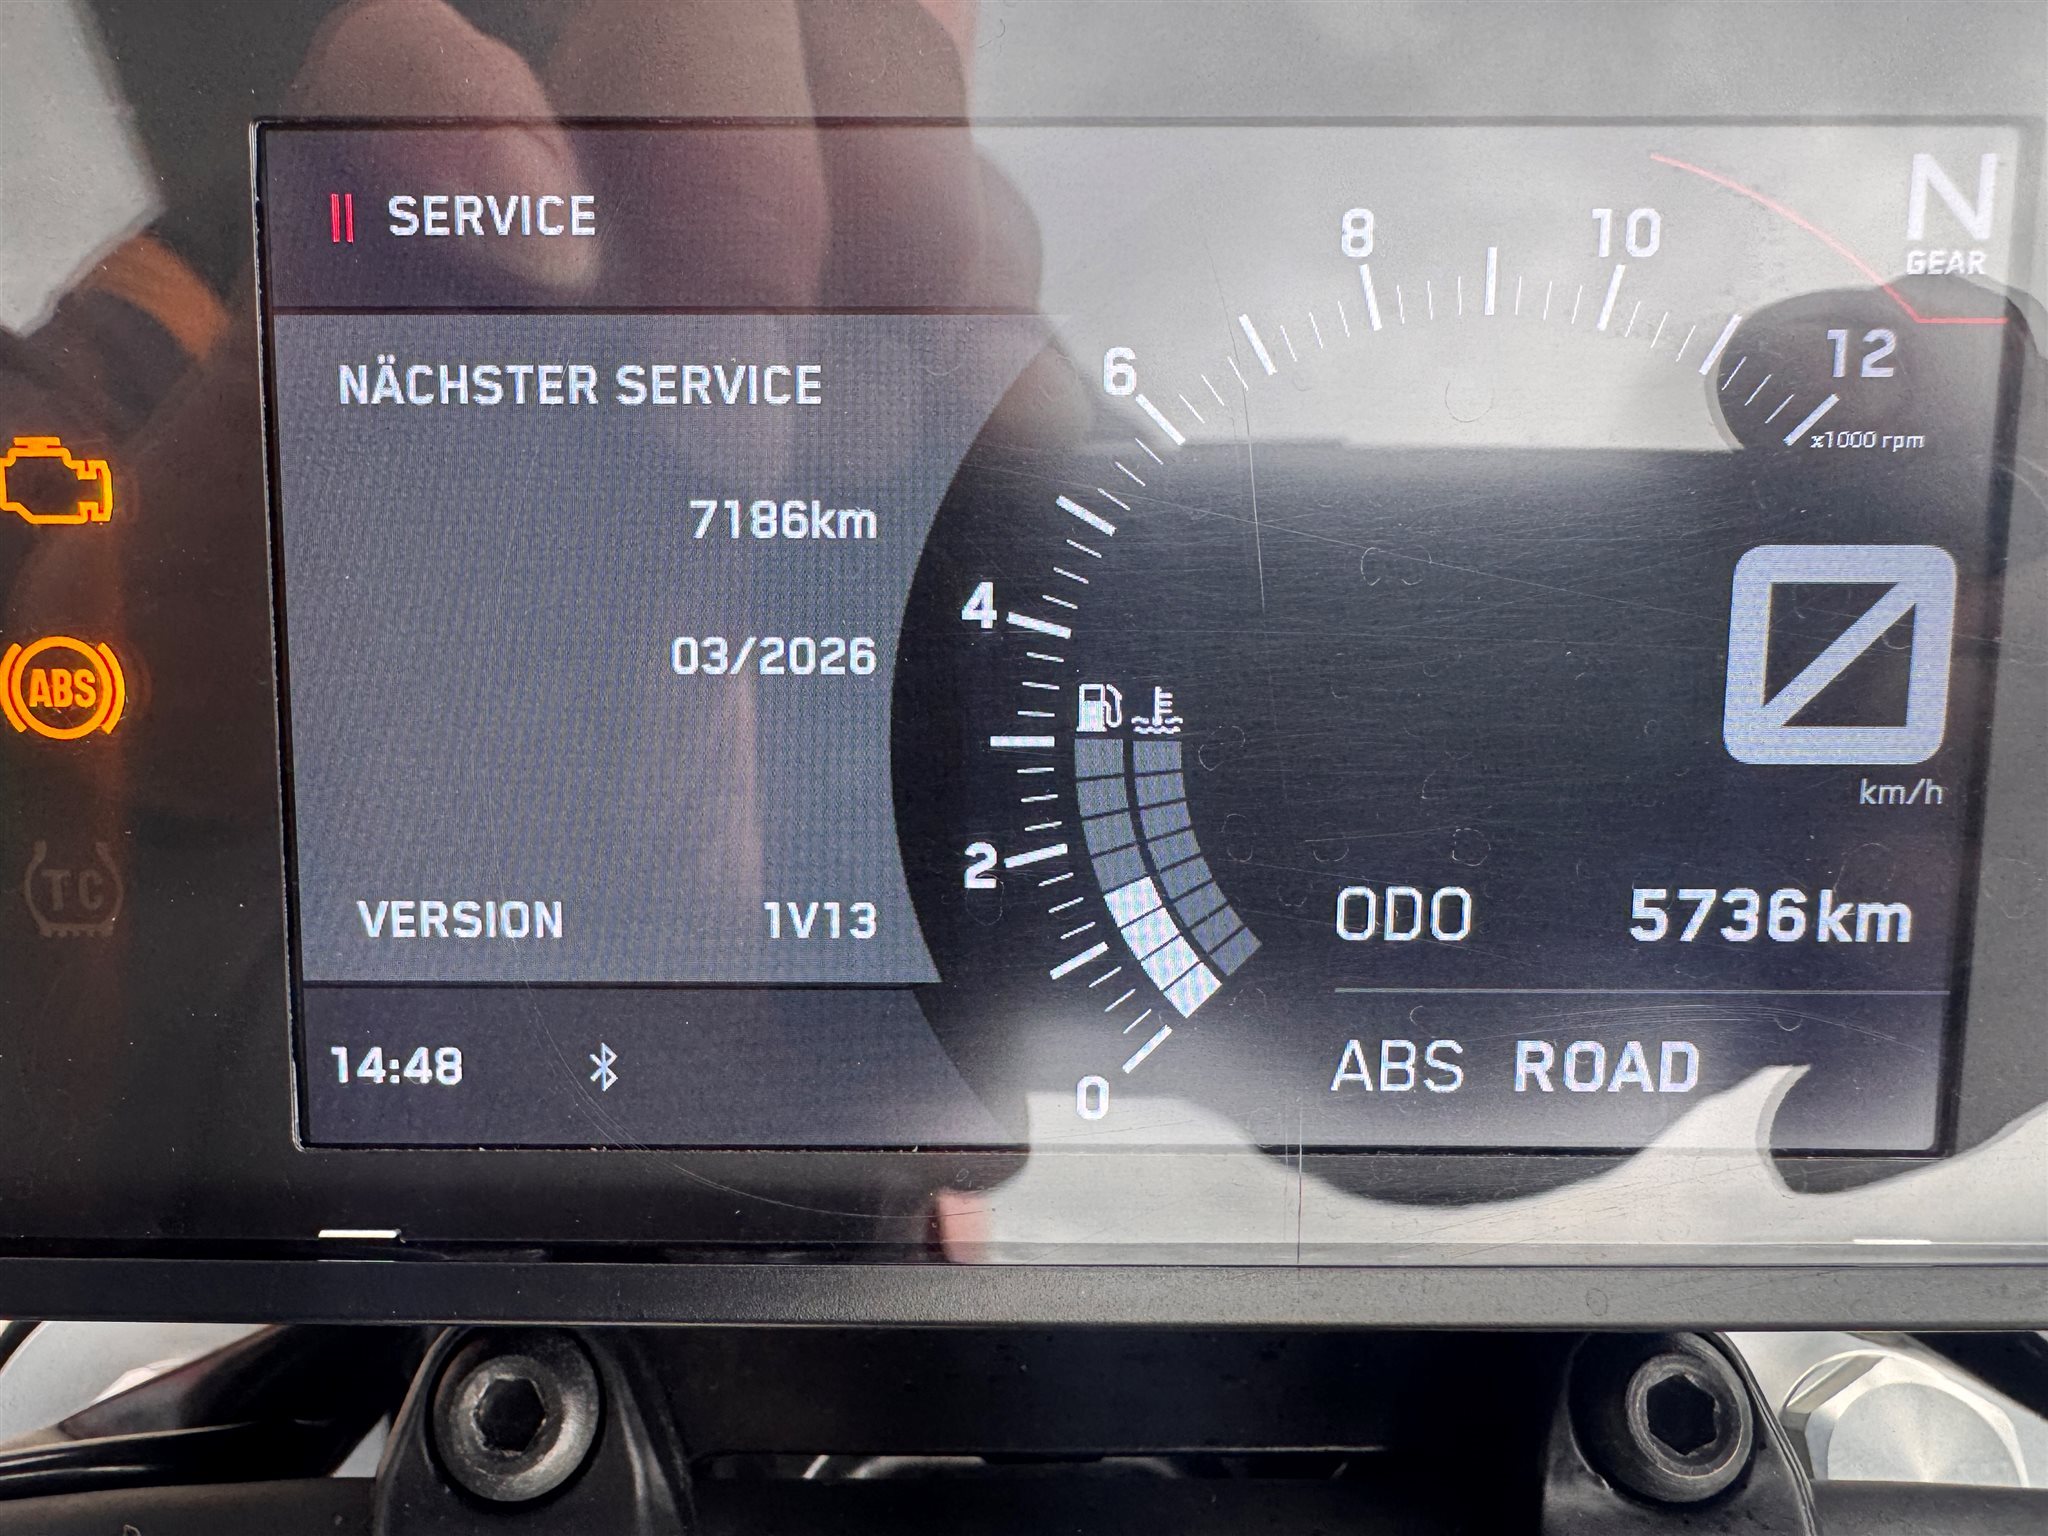 SERVICE
NÄCHSTER SERVICE
7186km
03/2026
VERSION 1V13
14:48
ABS
TC
0
2
4
6
8
10
12
x1000 rpm
N
GEAR
0
km/h
ODO 5736km
ABS ROAD